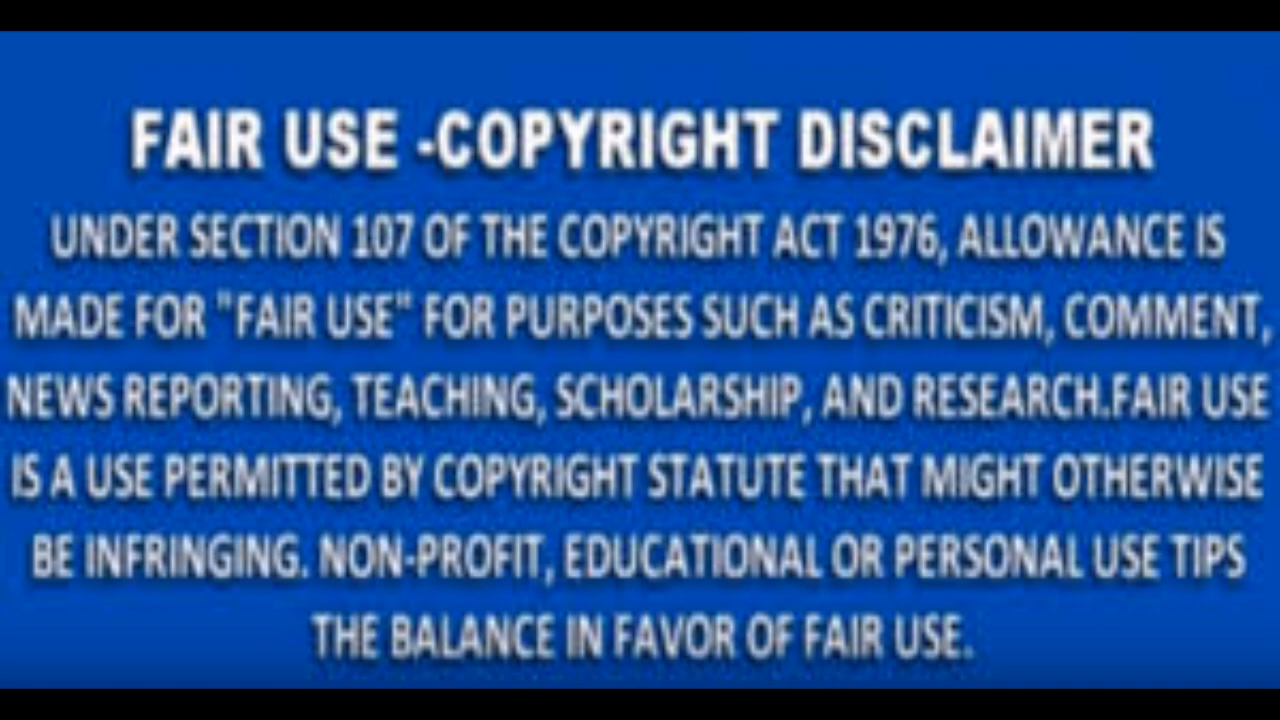 FAIR USE -COPYRIGHT DISCLAIMER
UNDER SECTION 107 OF THE COPYRIGHT ACT 1976, ALLOWANCE IS
MADE FOR "FAIR USE" FOR PURPOSES SUCH AS CRITICISM, COMMENT,
NEWS REPORTING, TEACHING, SCHOLARSHIP, AND RESEARCH.FAIR USE
IS A USE PERMITTED BY COPYRIGHT STATUTE THAT MIGHT OTHERWISE
BE INFRINGING. NON-PROFIT, EDUCATIONAL OR PERSONAL USE TIPS
THE BALANCE IN FAVOR OF FAIR USE.